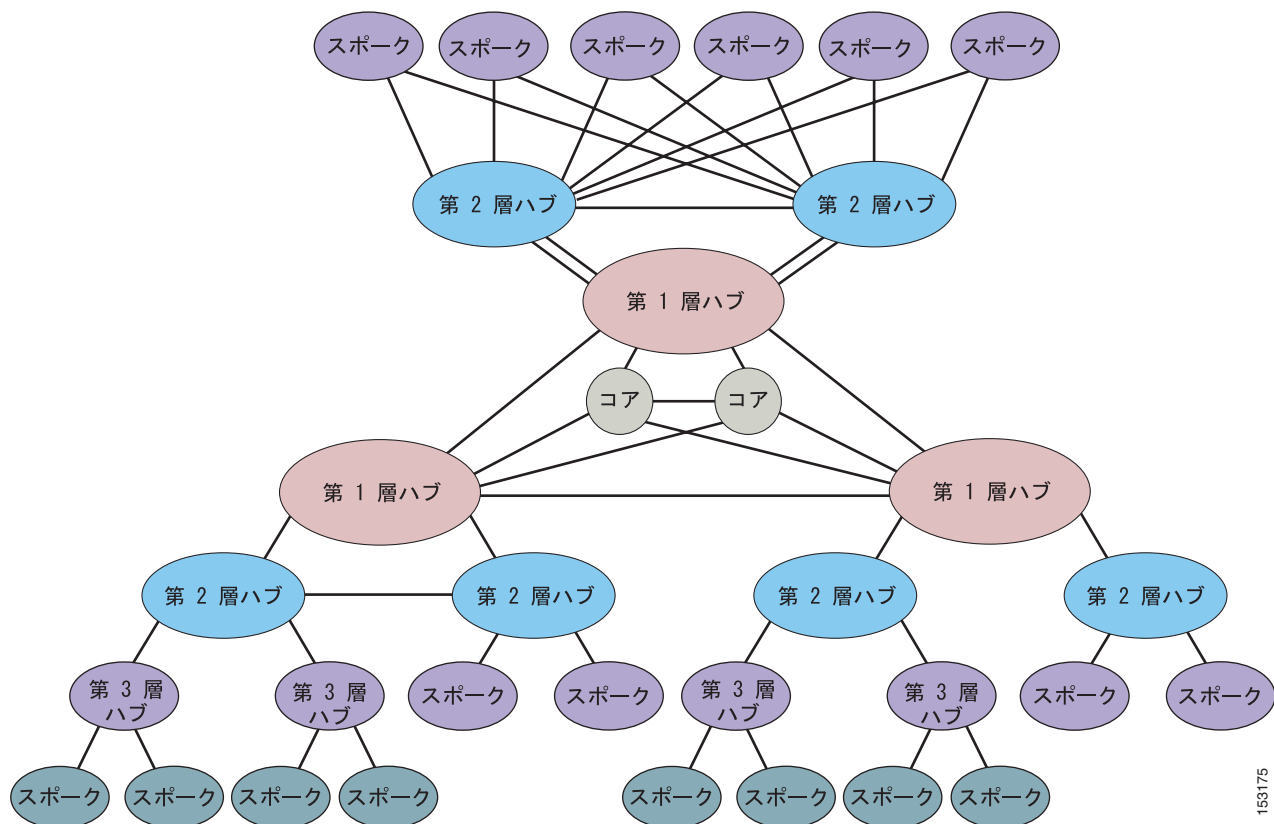 スポーク
スポーク
スポーク
スポーク
スポーク
スポーク
第 2 層ハブ
第 2 層ハブ
第 1 層ハブ
コア
コア
第 1 層ハブ
第 1 層ハブ
第 2 層ハブ
第 2 層ハブ
第 2 層ハブ
第 2 層ハブ
第 3 層
ハブ
第 3 層
ハブ
スポーク
スポーク
第 3 層
ハブ
第 3 層
ハブ
スポーク
スポーク
スポーク
スポーク
スポーク
スポーク
スポーク
スポーク
スポーク
スポーク
153175